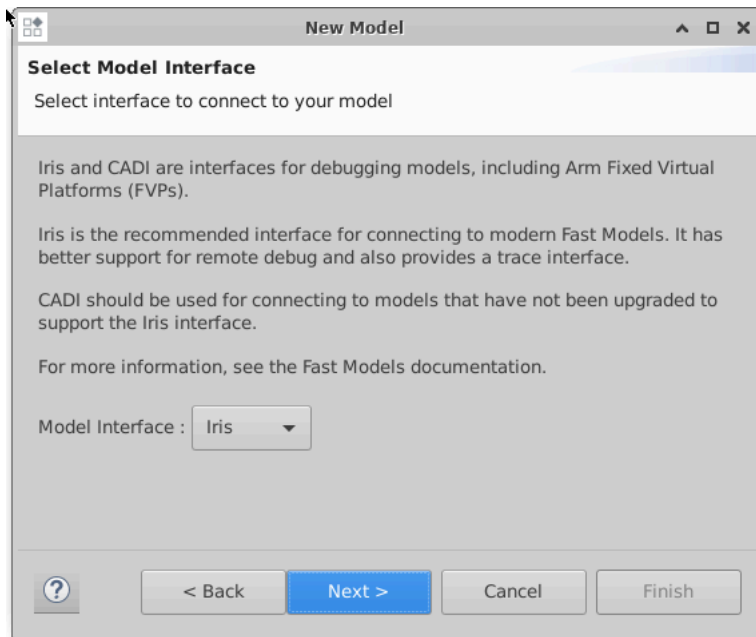 New Model
Select Model Interface
Select interface to connect to your model
Iris and CADI are interfaces for debugging models, including Arm Fixed Virtual
Platforms (FVPs).
Iris is the recommended interface for connecting to modern Fast Models. It has
better support for remote debug and also provides a trace interface.
CADI should be used for connecting to models that have not been upgraded to
support the Iris interface.
For more information, see the Fast Models documentation.
Model Interface : Iris
? < Back Next > Cancel Finish